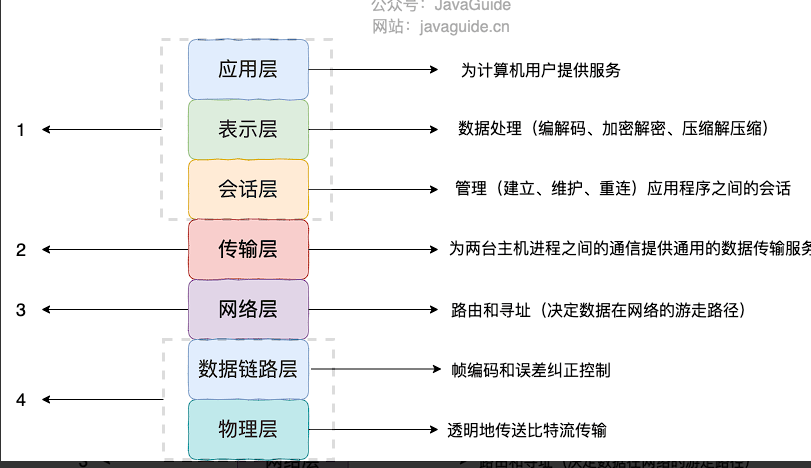 公众号：JavaGuide
网站：javaguide.cn
应用层
为计算机用户提供服务
1
表示层
数据处理（编解码、加密解密、压缩解压缩）
会话层
管理（建立、维护、重连）应用程序之间的会话
2
传输层
为两台主机进程之间的通信提供通用的数据传输服务
3
网络层
路由和寻址（决定数据在网络的游走路径）
数据链路层
帧编码和误差纠正控制
4
物理层
透明地传送比特流传输